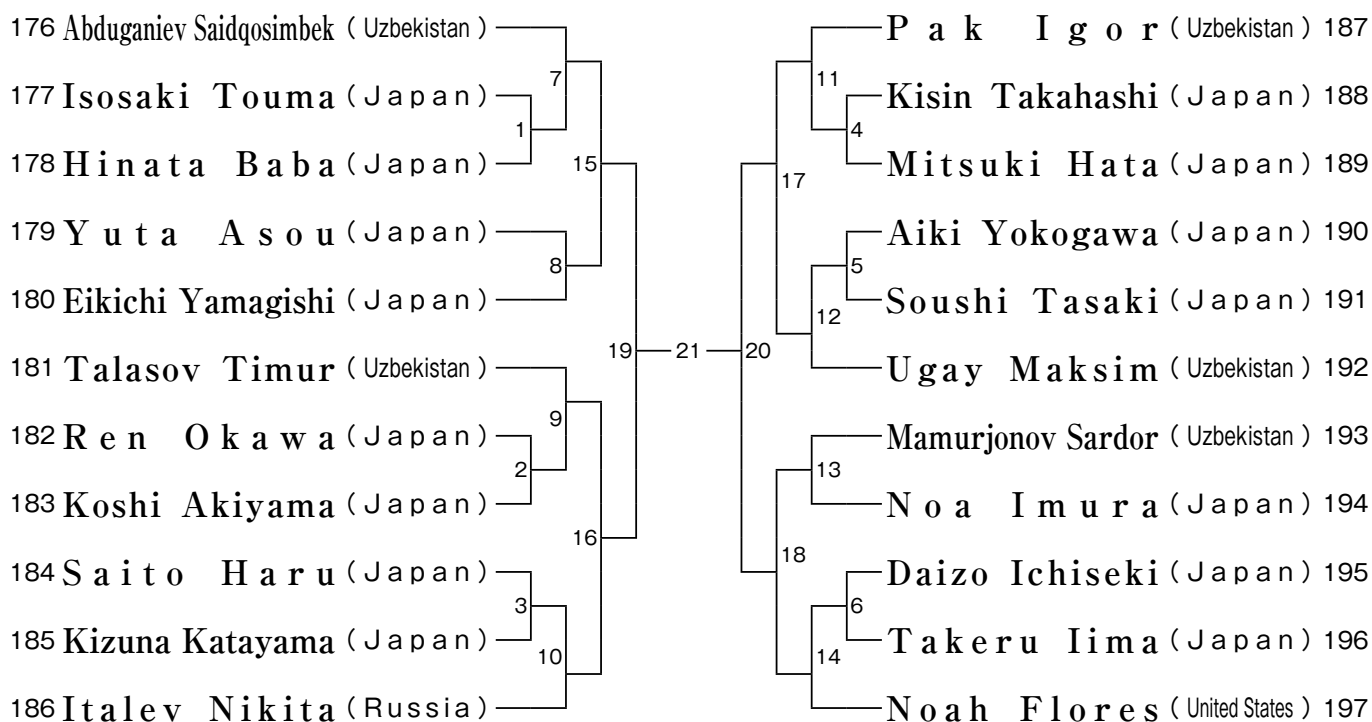 176 Abduganiev Saidqosimbek (Uzbekistan)
177 Isosaki Touma (Japan)
178 Hinata Baba (Japan)
179 Yuta Asou (Japan)
180 Eikichi Yamagishi (Japan)
181 Talasov Timur (Uzbekistan)
182 Ren Okawa (Japan)
183 Koshi Akiyama (Japan)
184 Saito Haru (Japan)
185 Kizuna Katayama (Japan)
186 Italev Nikita (Russia)
7
1
15
8
19
9
2
16
3
10
21
20
11
4
17
5
12
13
18
6
14
Pak Igor (Uzbekistan) 187
Kisin Takahashi (Japan) 188
Mitsuki Hata (Japan) 189
Aiki Yokogawa (Japan) 190
Soushi Tasaki (Japan) 191
Ugay Maksim (Uzbekistan) 192
Mamurjonov Sardor (Uzbekistan) 193
Noa Imura (Japan) 194
Daizo Ichiseki (Japan) 195
Takeru Iima (Japan) 196
Noah Flores (United States) 197